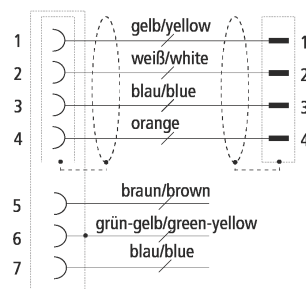 gelb/yellow
1 1
weiß/white
2 2
blau/blue
3 3
orange
4 4
braun/brown
5
grün-gelb/green-yellow
6
blau/blue
7